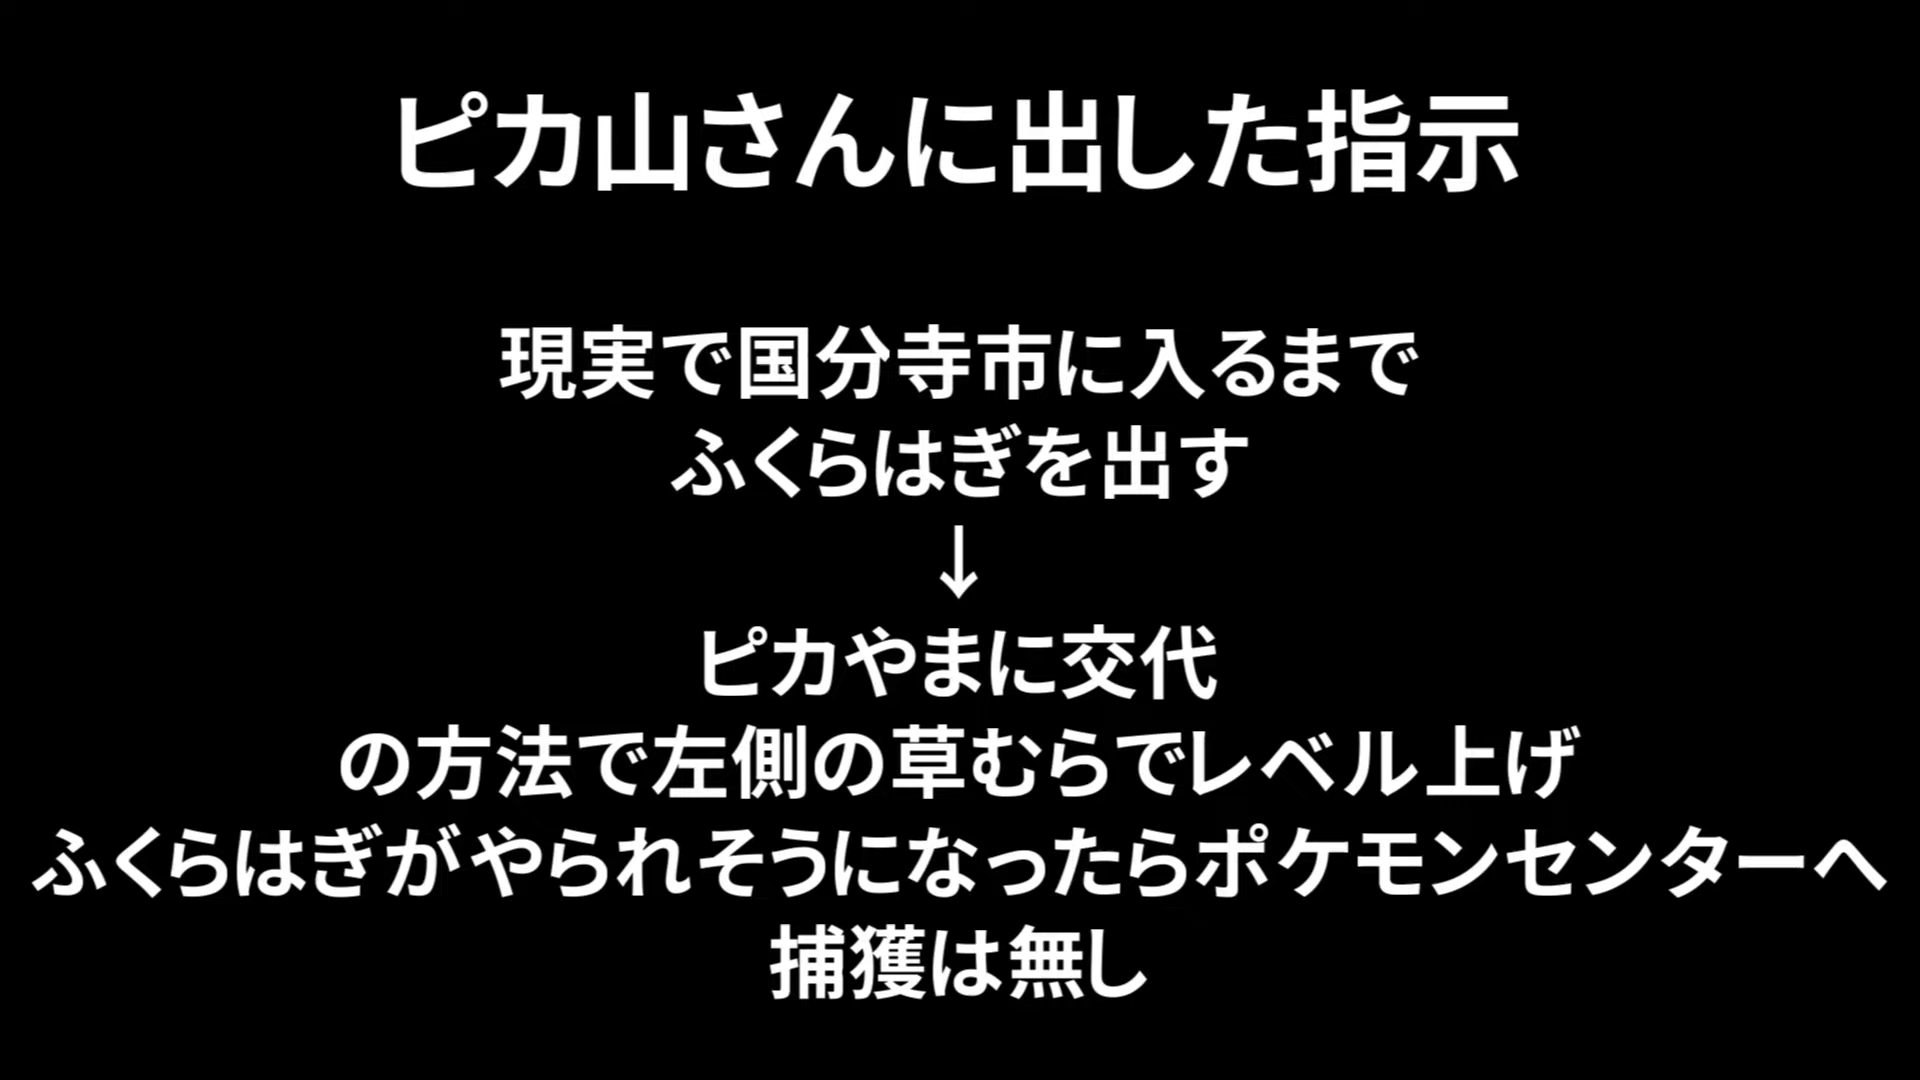 ピカ山さんに出した指示
現実で国分寺市に入るまで
ふくらはぎを出す
↓
ピカやまに交代
の方法で左側の草むらでレベル上げ
ふくらはぎがやられそうになったらポケモンセンターへ
捕獲は無し